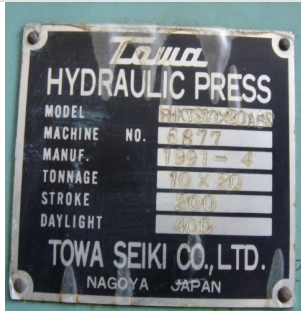 Towa
HYDRAULIC PRESS
MODEL
MACHINE NO. 8877
MANUF. 1991-4
TONNAGE 10×20
STROKE 200
DAYLIGHT 400
TOWA SEIKI CO., LTD.
NAGOYA JAPAN